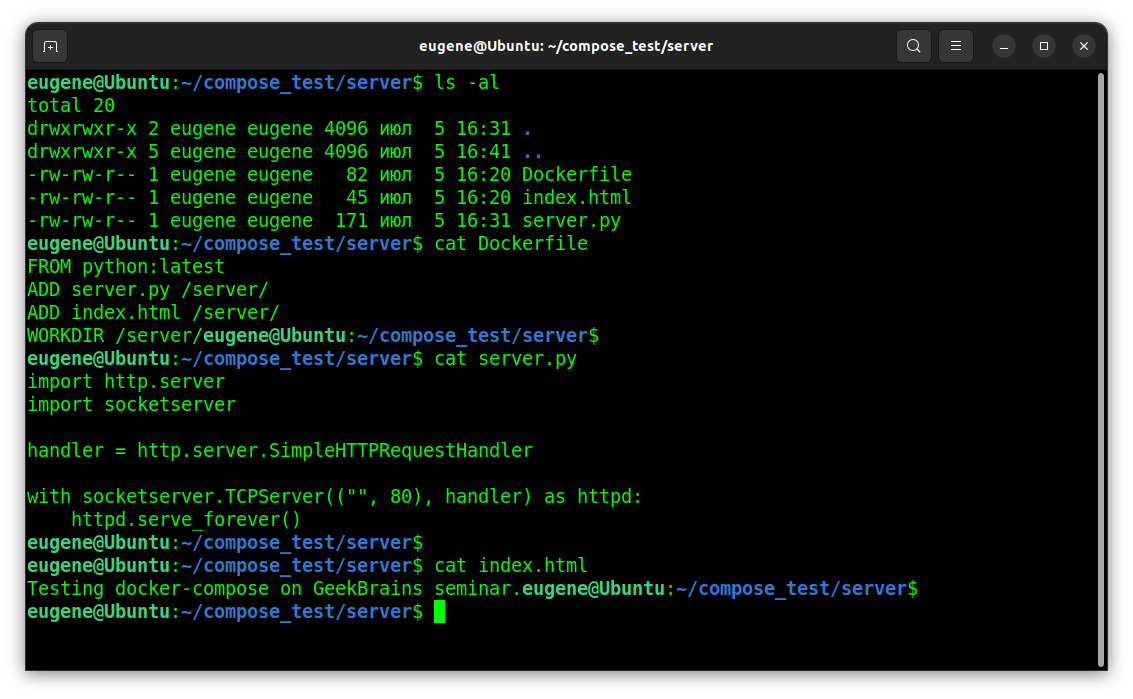 eugene@Ubuntu: ~/compose_test/server
eugene@Ubuntu:~/compose_test/server$ ls -al
total 20
drwxrwxr-x 2 eugene eugene 4096 июл  5 16:31 .
drwxrwxr-x 5 eugene eugene 4096 июл  5 16:41 ..
-rw-rw-r-- 1 eugene eugene   82 июл  5 16:20 Dockerfile
-rw-rw-r-- 1 eugene eugene   45 июл  5 16:20 index.html
-rw-rw-r-- 1 eugene eugene  171 июл  5 16:31 server.py
eugene@Ubuntu:~/compose_test/server$ cat Dockerfile
FROM python:latest
ADD server.py /server/
ADD index.html /server/
WORKDIR /server/eugene@Ubuntu:~/compose_test/server$
eugene@Ubuntu:~/compose_test/server$ cat server.py
import http.server
import socketserver

handler = http.server.SimpleHTTPRequestHandler

with socketserver.TCPServer(("", 80), handler) as httpd:
    httpd.serve_forever()
eugene@Ubuntu:~/compose_test/server$
eugene@Ubuntu:~/compose_test/server$ cat index.html
Testing docker-compose on GeekBrains seminar.eugene@Ubuntu:~/compose_test/server$
eugene@Ubuntu:~/compose_test/server$